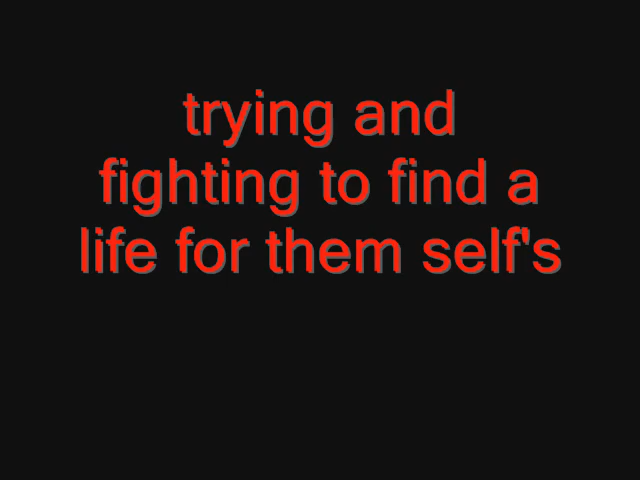 trying and
fighting to find a
life for them self's